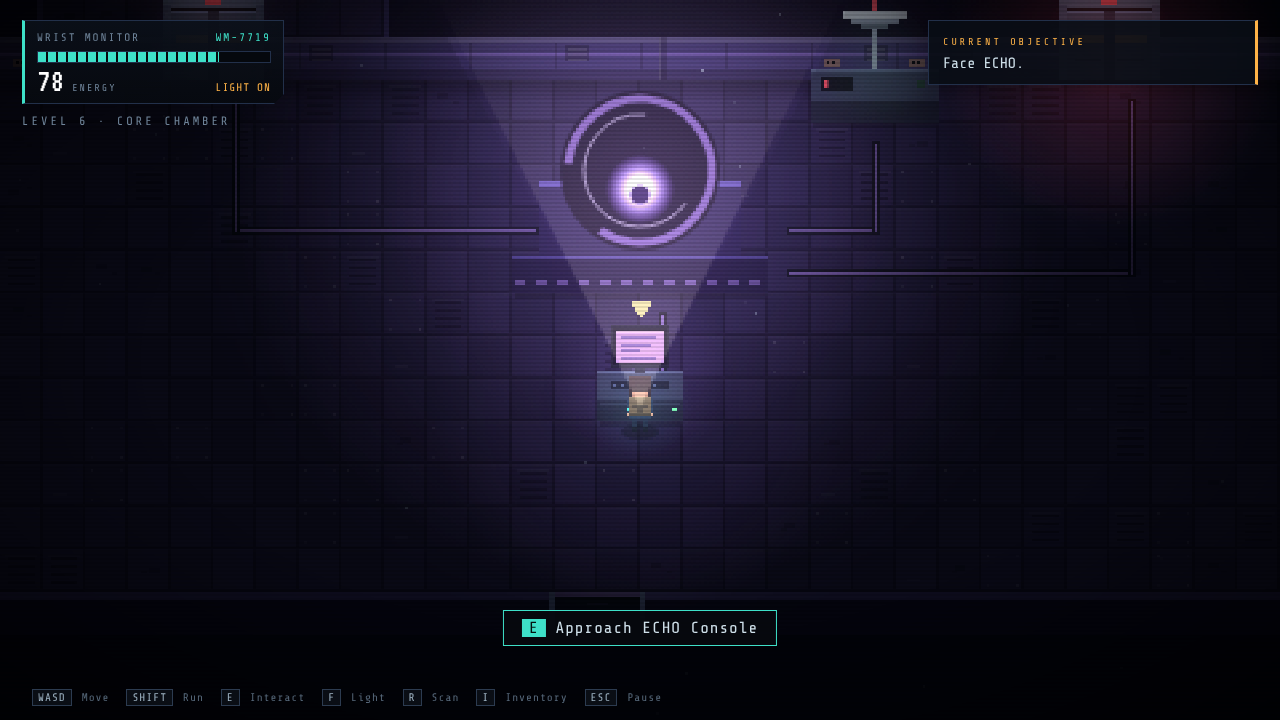 WRIST MONITOR WM-7719
78 ENERGY LIGHT ON
LEVEL 6 · CORE CHAMBER
CURRENT OBJECTIVE
Face ECHO.
E Approach ECHO Console
WASD Move SHIFT Run E Interact F Light R Scan I Inventory ESC Pause